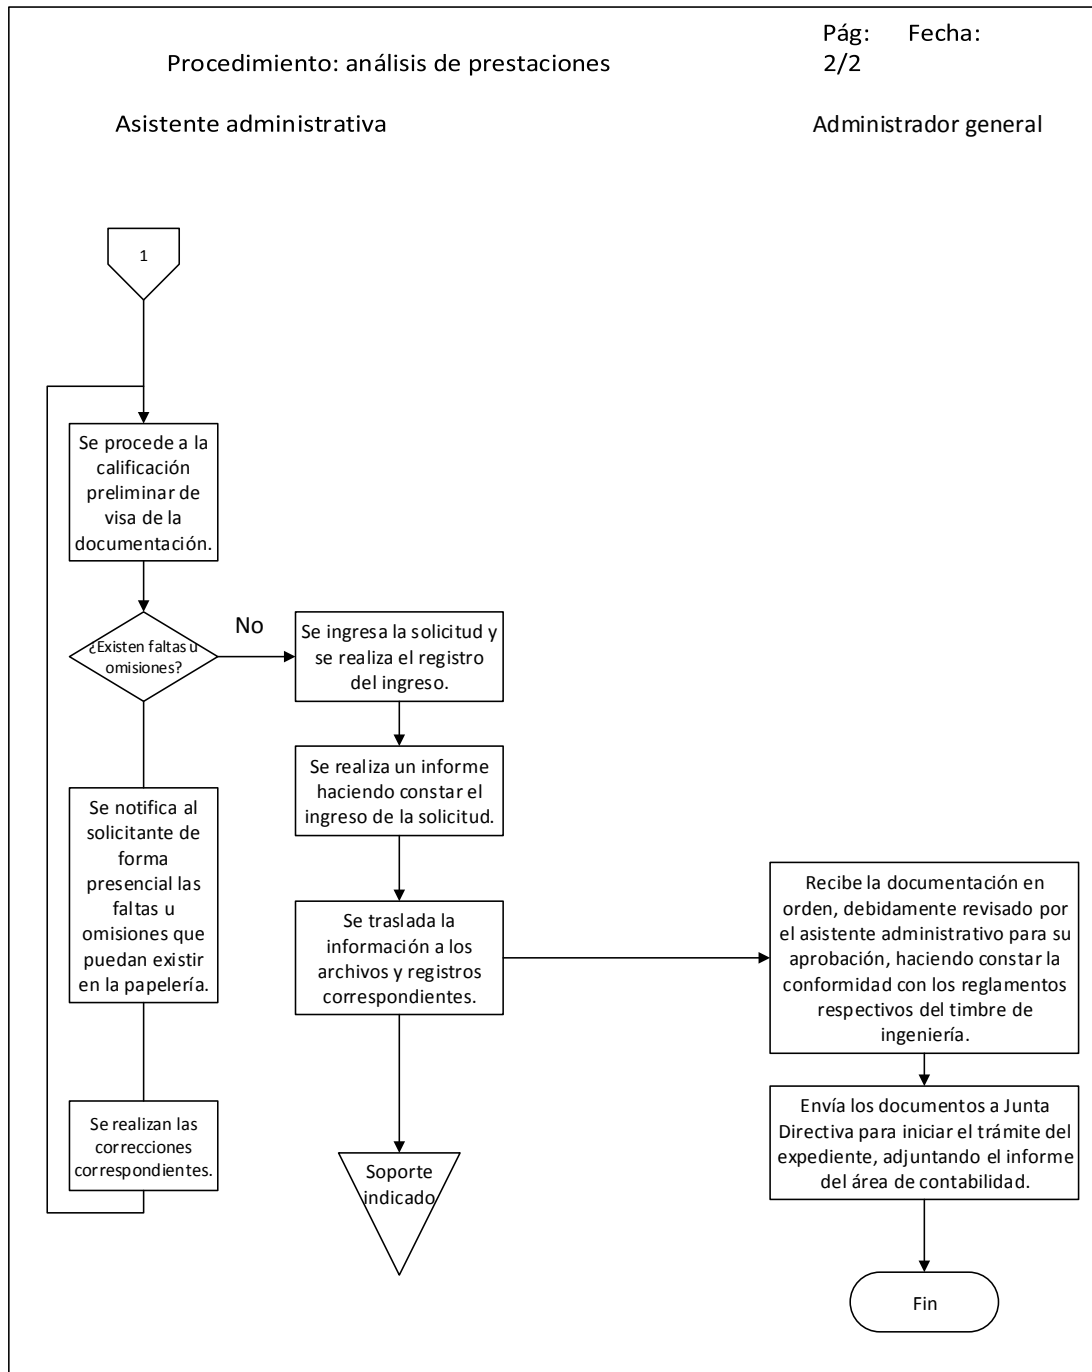 Pág: Fecha:
Procedimiento: análisis de prestaciones 2/2
Asistente administrativa
Administrador general
1
Se procede a la
calificación
preliminar de
visa de la
documentación.
¿Existen faltas u
omisiones?
No
Se ingresa la solicitud y
se realiza el registro
del ingreso.
Se realiza un informe
haciendo constar el
ingreso de la solicitud.
Se notifica al
solicitante de
forma
presencial las
faltas u
omisiones que
puedan existir
en la papelería.
Se traslada la
información a los
archivos y registros
correspondientes.
Recibe la documentación en
orden, debidamente revisado por
el asistente administrativo para su
aprobación, haciendo constar la
conformidad con los reglamentos
respectivos del timbre de
ingeniería.
Se realizan las
correcciones
correspondientes.
Soporte
indicado
Envía los documentos a Junta
Directiva para iniciar el trámite del
expediente, adjuntando el informe
del área de contabilidad.
Fin